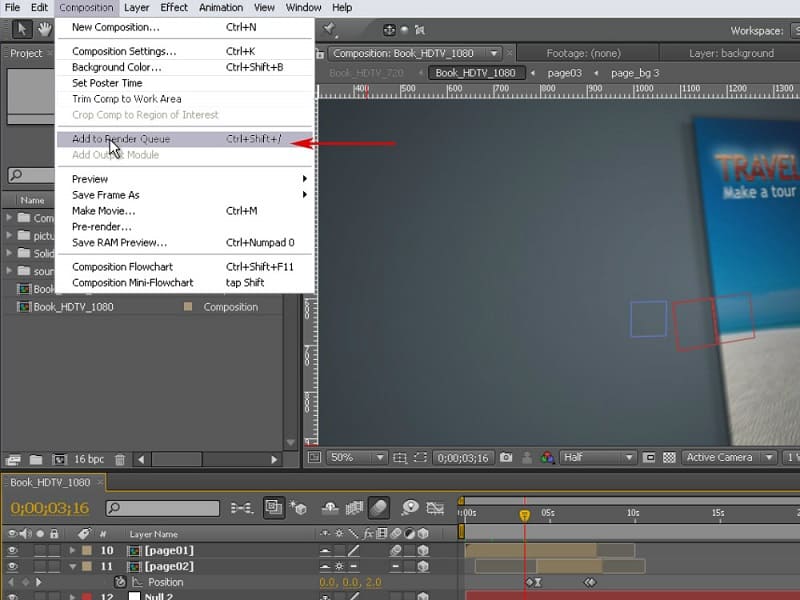 File Edit Composition Layer Effect Animation View Window Help
New Composition... Ctrl+N
Workspace:
Project
Composition Settings... Ctrl+K
Composition: Book_HDTV_1080 Footage: (none) Layer: background
Background Color... Ctrl+Shift+B
Book_HDTV_720 Book_HDTV_1080 page03 page_bg 3
Set Poster Time
400 500 600 700 800 900 1000 1100 1200 1300
Trim Comp to Work Area
Crop Comp to Region of Interest
Add to Render Queue Ctrl+Shift+/
Add Output Module
TRAVEL
Make a tour
Preview
Save Frame As
Name
Make Movie... Ctrl+M
Com
Pre-render...
pictu
Save RAM Preview... Ctrl+Numpad 0
Solid
Composition Flowchart Ctrl+Shift+F11
soun
Composition Mini-Flowchart tap Shift
Book_
Book_HDTV_1080 Composition
16 bpc 50% 0;00;03;16 Half Active Camera 1
Book_HDTV_1080
0;00;03;16
:00s 05s 10s 15s
# Layer Name
10 [page01]
11 [page02]
Position 0.0, 0.0, 2.0
12 Null 2